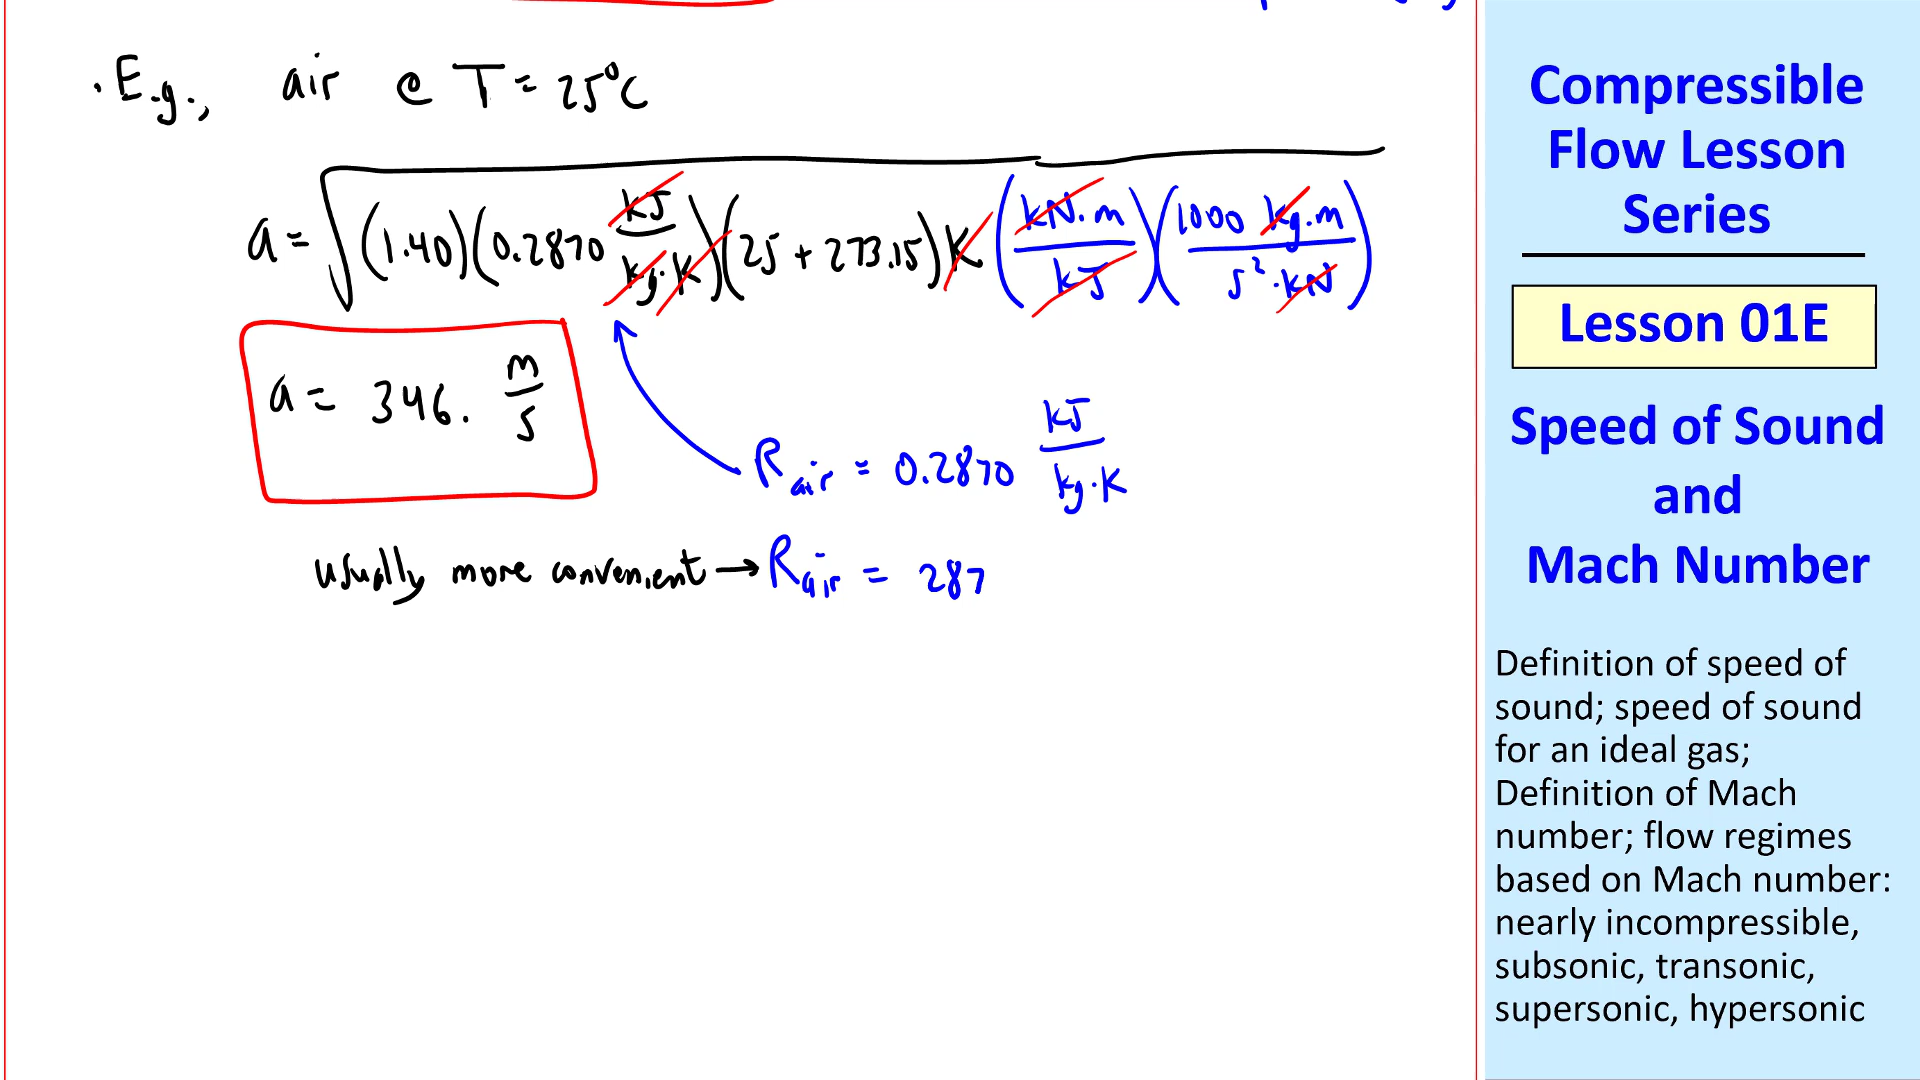 · E.g., air @ T = 25°C
a = √(1.40)(0.2870 kJ/kg·K)(25 + 273.15)K (kN·m/kJ)(1000 kg·m/s²·kN)
a = 346. m/s
R air = 0.2870 kJ/kg·K
usually more convenient → R air = 287
Compressible
Flow Lesson
Series
Lesson 01E
Speed of Sound
and
Mach Number
Definition of speed of
sound; speed of sound
for an ideal gas;
Definition of Mach
number; flow regimes
based on Mach number:
nearly incompressible,
subsonic, transonic,
supersonic, hypersonic